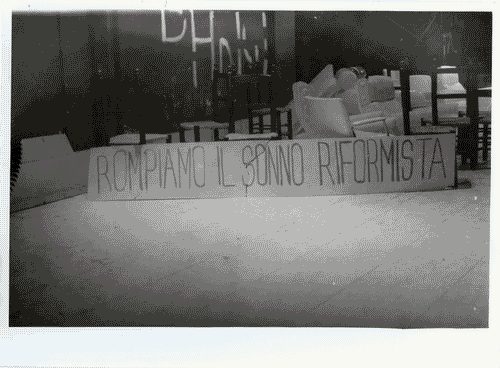 ROMPIAMO IL SONNO RIFORMISTA